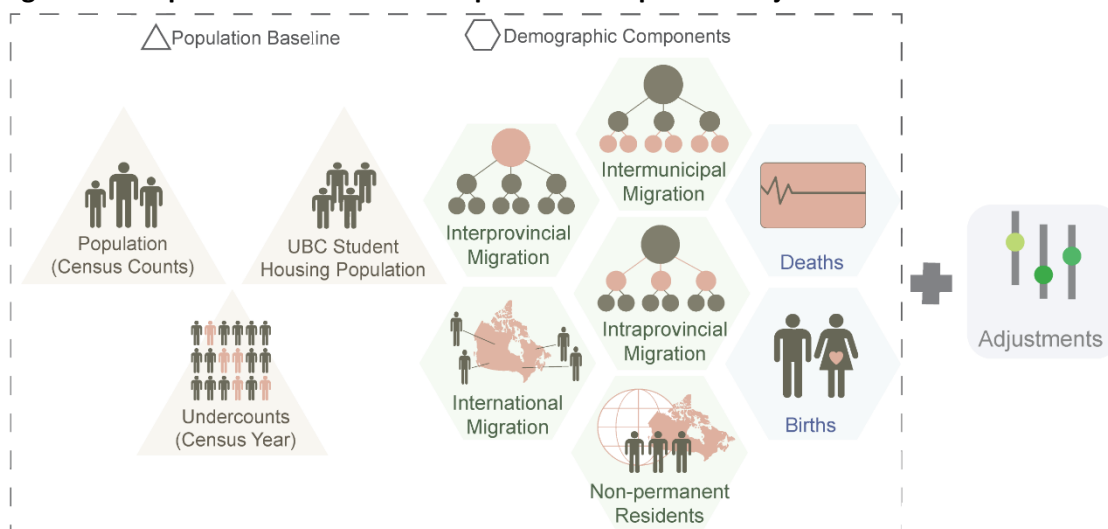 Population Baseline
Demographic Components
Population
(Census Counts)
UBC Student
Housing Population
Undercounts
(Census Year)
Interprovincial
Migration
Intermunicipal
Migration
Deaths
International
Migration
Intraprovincial
Migration
Births
Non-permanent
Residents
Adjustments